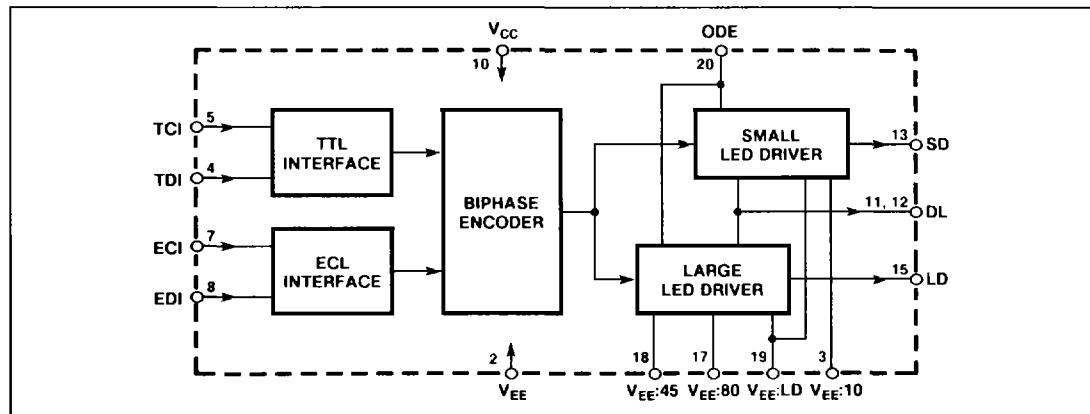 V_CC
10
ODE
20
TCI
5
TDI
4
TTL
INTERFACE
ECI
7
EDI
8
ECL
INTERFACE
BIPHASE
ENCODER
SMALL
LED DRIVER
13
SD
11, 12
DL
LARGE
LED DRIVER
15
LD
2
V_EE
18
V_EE:45
17
V_EE:80
19
V_EE:LD
3
V_EE:10